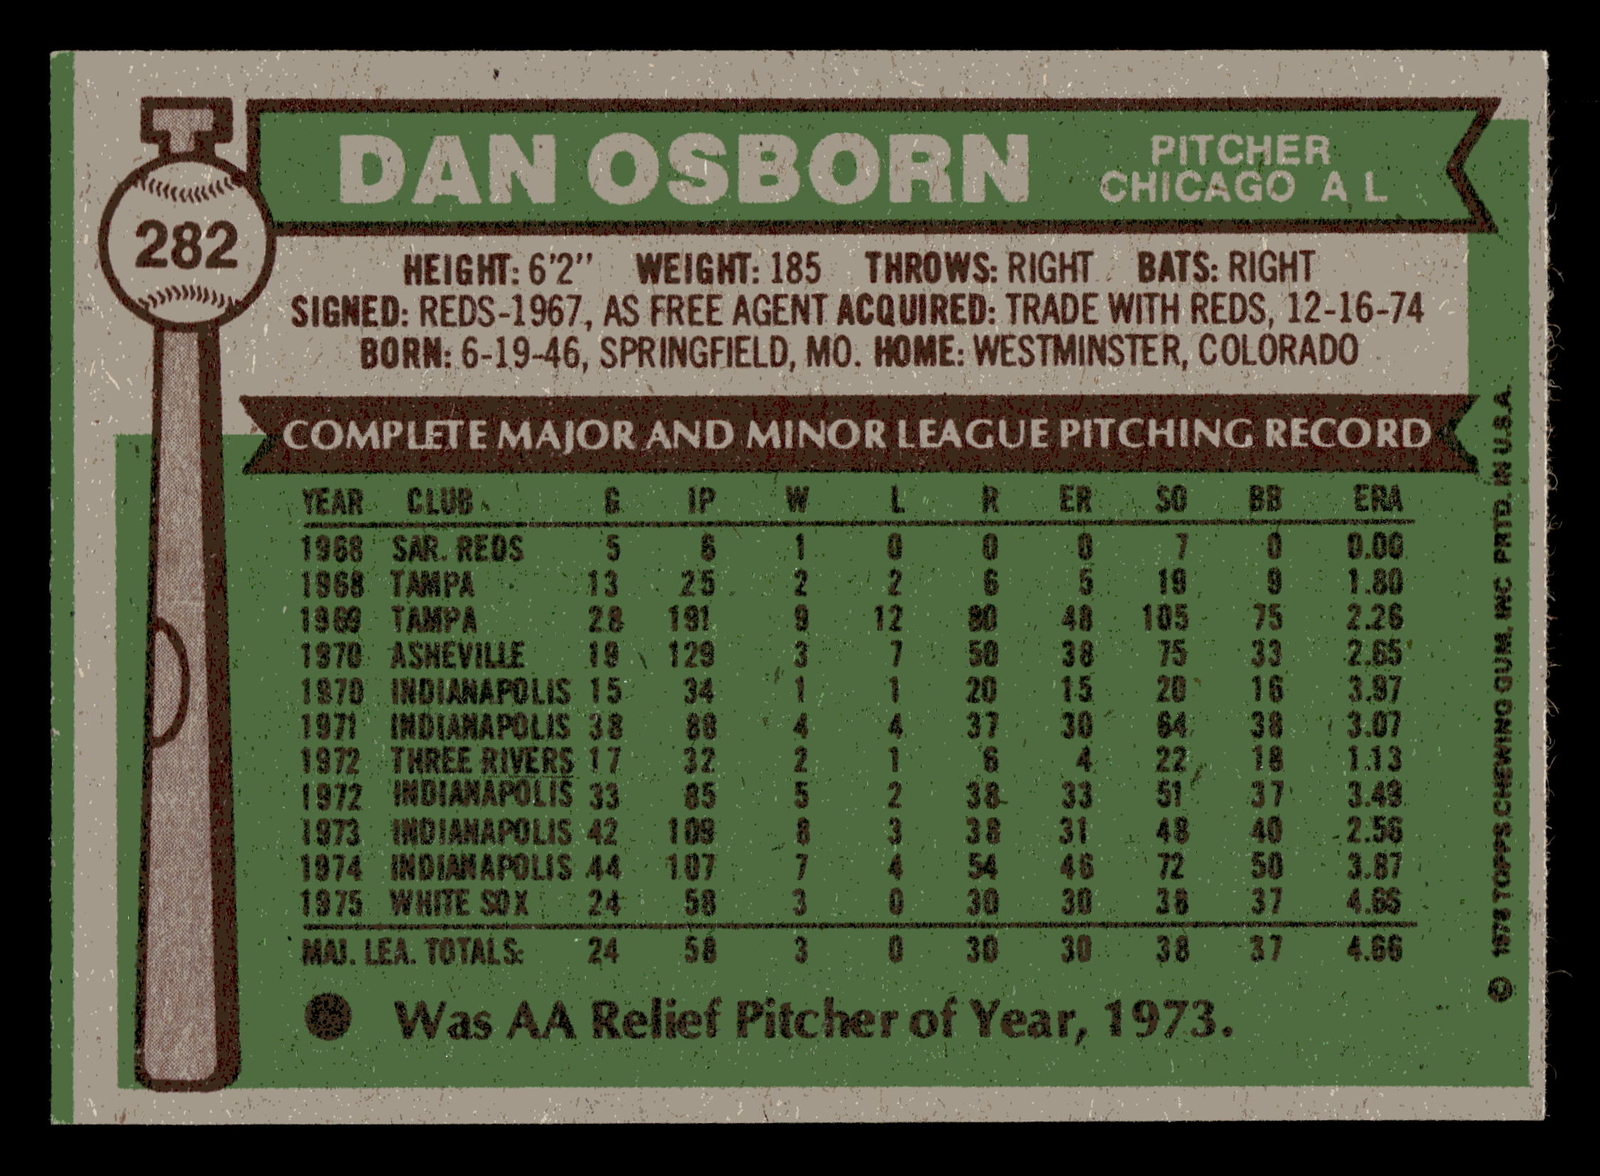 T
282
DAN OSBORN
PITCHER
CHICAGO A L
HEIGHT: 6'2" WEIGHT: 185 THROWS: RIGHT BATS: RIGHT
SIGNED: REDS-1967, AS FREE AGENT ACQUIRED: TRADE WITH REDS, 12-16-74
BORN: 6-19-46, SPRINGFIELD, MO. HOME: WESTMINSTER, COLORADO
COMPLETE MAJOR AND MINOR LEAGUE PITCHING RECORD
YEAR CLUB G IP W L R ER SO BB ERA
1968 SAR. REDS 5 6 1 0 0 0 7 0 0.00
1968 TAMPA 13 25 2 2 6 5 19 9 1.80
1969 TAMPA 28 191 9 12 80 48 105 75 2.26
1970 ASHEVILLE 19 129 3 7 50 38 75 33 2.65
1970 INDIANAPOLIS 15 34 1 1 20 15 20 16 3.97
1971 INDIANAPOLIS 38 88 4 4 37 30 64 38 3.07
1972 THREE RIVERS 17 32 2 1 6 4 22 18 1.13
1972 INDIANAPOLIS 33 85 5 2 38 33 51 37 3.49
1973 INDIANAPOLIS 42 109 8 3 38 31 48 40 2.56
1974 INDIANAPOLIS 44 107 7 4 54 46 72 50 3.87
1975 WHITE SOX 24 58 3 0 30 30 38 37 4.66
MAJ. LEA. TOTALS: 24 58 3 0 30 30 38 37 4.66
Was AA Relief Pitcher of Year, 1973.
© 1976 TOPPS CHEWING GUM, INC PRTD. IN U.S.A.